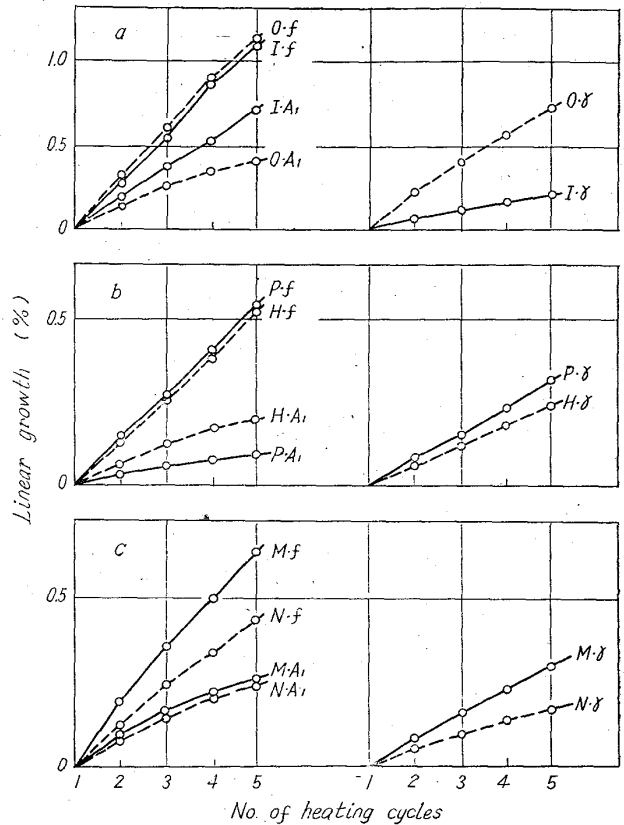 a
1.0
0.5
0
O·f
I·f
I·A₁
O·A₁
O·γ
I·γ
b
0.5
0
P·f
H·f
H·A₁
P·A₁
P·γ
H·γ
c
0.5
0
M·f
N·f
M·A₁
N·A₁
M·γ
N·γ
1 2 3 4 5 1 2 3 4 5
No. of heating cycles
Linear growth (%)